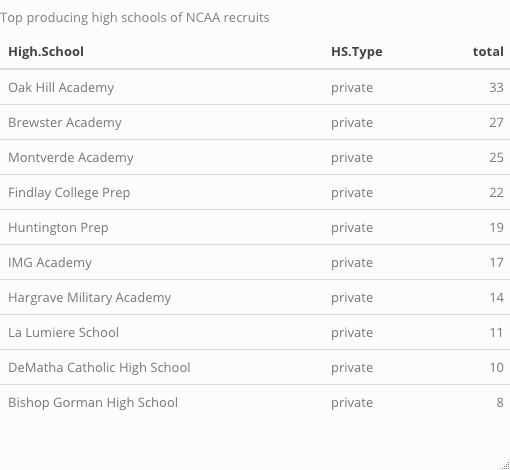 Top producing high schools of NCAA recruits
High.School HS.Type total
Oak Hill Academy private 33
Brewster Academy private 27
Montverde Academy private 25
Findlay College Prep private 22
Huntington Prep private 19
IMG Academy private 17
Hargrave Military Academy private 14
La Lumiere School private 11
DeMatha Catholic High School private 10
Bishop Gorman High School private 8